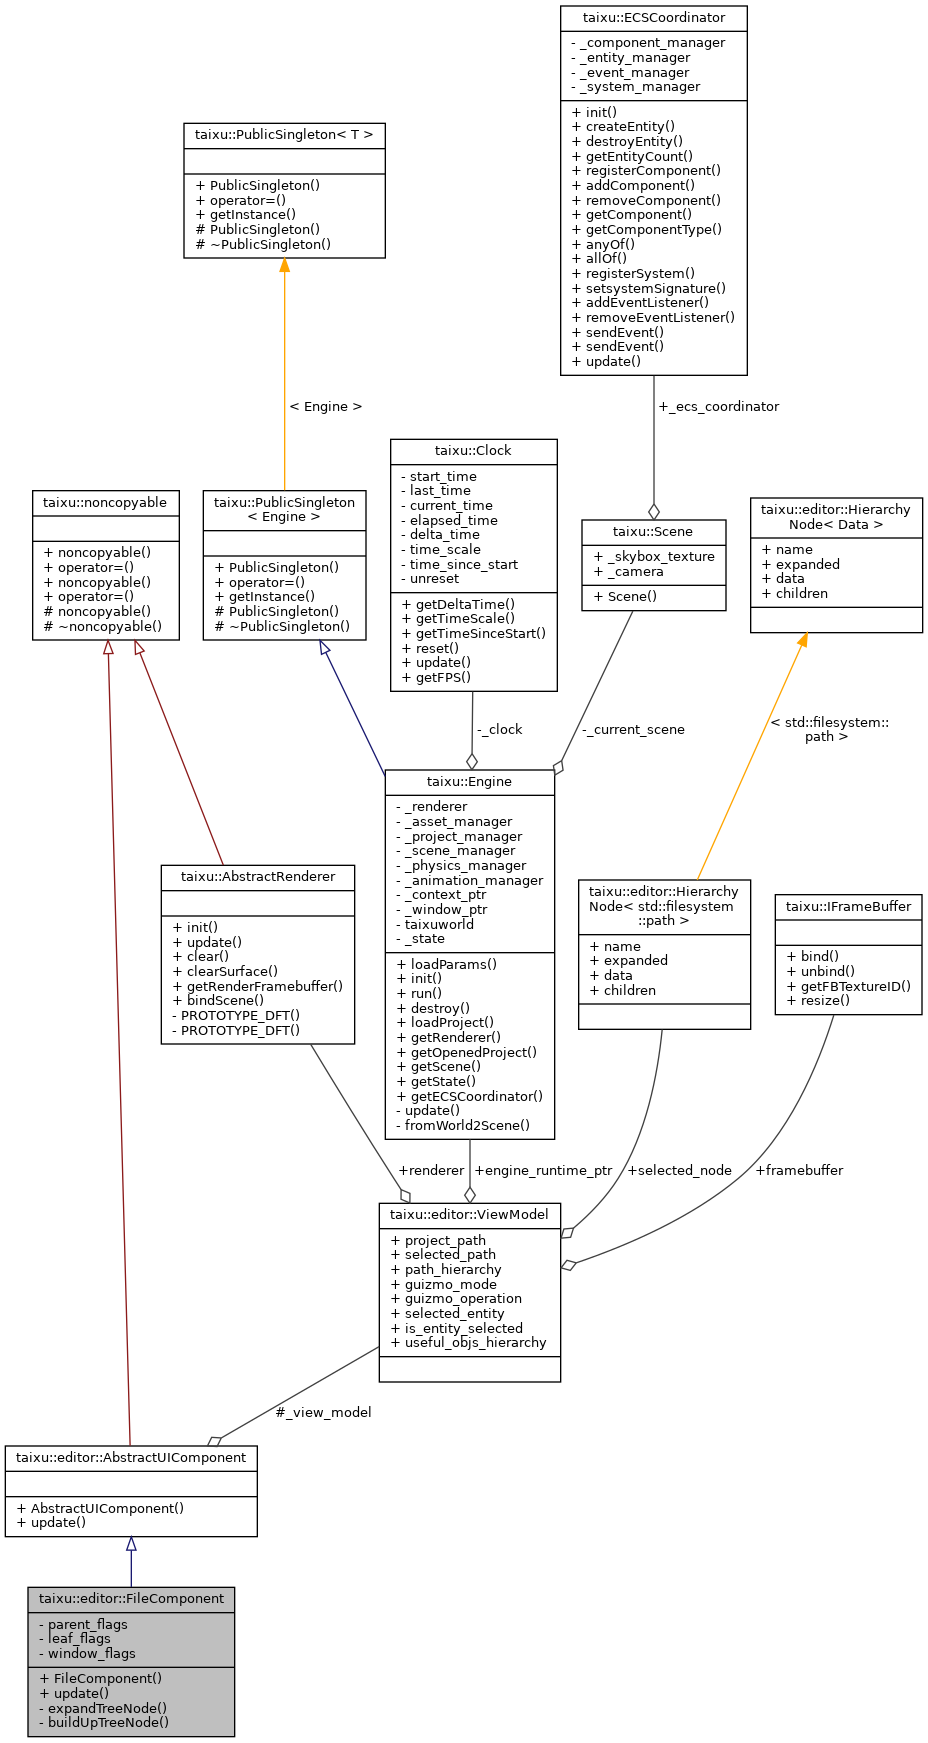 taixu::ECSCoordinator
- _component_manager
- _entity_manager
- _event_manager
- _system_manager
+ init()
+ createEntity()
+ destroyEntity()
+ getEntityCount()
+ registerComponent()
+ addComponent()
+ removeComponent()
+ getComponent()
+ getComponentType()
+ anyOf()
+ allOf()
+ registerSystem()
+ setsystemSignature()
+ addEventListener()
+ removeEventListener()
+ sendEvent()
+ sendEvent()
+ update()
taixu::PublicSingleton< T >
+ PublicSingleton()
+ operator=()
+ getInstance()
# PublicSingleton()
# ~PublicSingleton()
< Engine >
+_ecs_coordinator
taixu::Clock
- start_time
- last_time
- current_time
- elapsed_time
- delta_time
- time_scale
- time_since_start
- unreset
+ getDeltaTime()
+ getTimeScale()
+ getTimeSinceStart()
+ reset()
+ update()
+ getFPS()
taixu::noncopyable
+ noncopyable()
+ operator=()
+ noncopyable()
+ operator=()
# noncopyable()
# ~noncopyable()
taixu::PublicSingleton
< Engine >
+ PublicSingleton()
+ operator=()
+ getInstance()
# PublicSingleton()
# ~PublicSingleton()
taixu::Scene
+ _skybox_texture
+ _camera
+ Scene()
taixu::editor::Hierarchy
Node< Data >
+ name
+ expanded
+ data
+ children
-_clock
-_current_scene
< std::filesystem::
path >
taixu::Engine
- _renderer
- _asset_manager
- _project_manager
- _scene_manager
- _physics_manager
- _animation_manager
- _context_ptr
- _window_ptr
- taixuworld
- _state
+ loadParams()
+ init()
+ run()
+ destroy()
+ loadProject()
+ getRenderer()
+ getOpenedProject()
+ getScene()
+ getState()
+ getECSCoordinator()
- update()
- fromWorld2Scene()
taixu::AbstractRenderer
+ init()
+ update()
+ clear()
+ clearSurface()
+ getRenderFramebuffer()
+ bindScene()
- PROTOTYPE_DFT()
- PROTOTYPE_DFT()
taixu::editor::Hierarchy
Node< std::filesystem
::path >
+ name
+ expanded
+ data
+ children
taixu::IFrameBuffer
+ bind()
+ unbind()
+ getFBTextureID()
+ resize()
+renderer
+engine_runtime_ptr
+selected_node
+framebuffer
taixu::editor::ViewModel
+ project_path
+ selected_path
+ path_hierarchy
+ guizmo_mode
+ guizmo_operation
+ selected_entity
+ is_entity_selected
+ useful_objs_hierarchy
#_view_model
taixu::editor::AbstractUIComponent
+ AbstractUIComponent()
+ update()
taixu::editor::FileComponent
- parent_flags
- leaf_flags
- window_flags
+ FileComponent()
+ update()
- expandTreeNode()
- buildUpTreeNode()